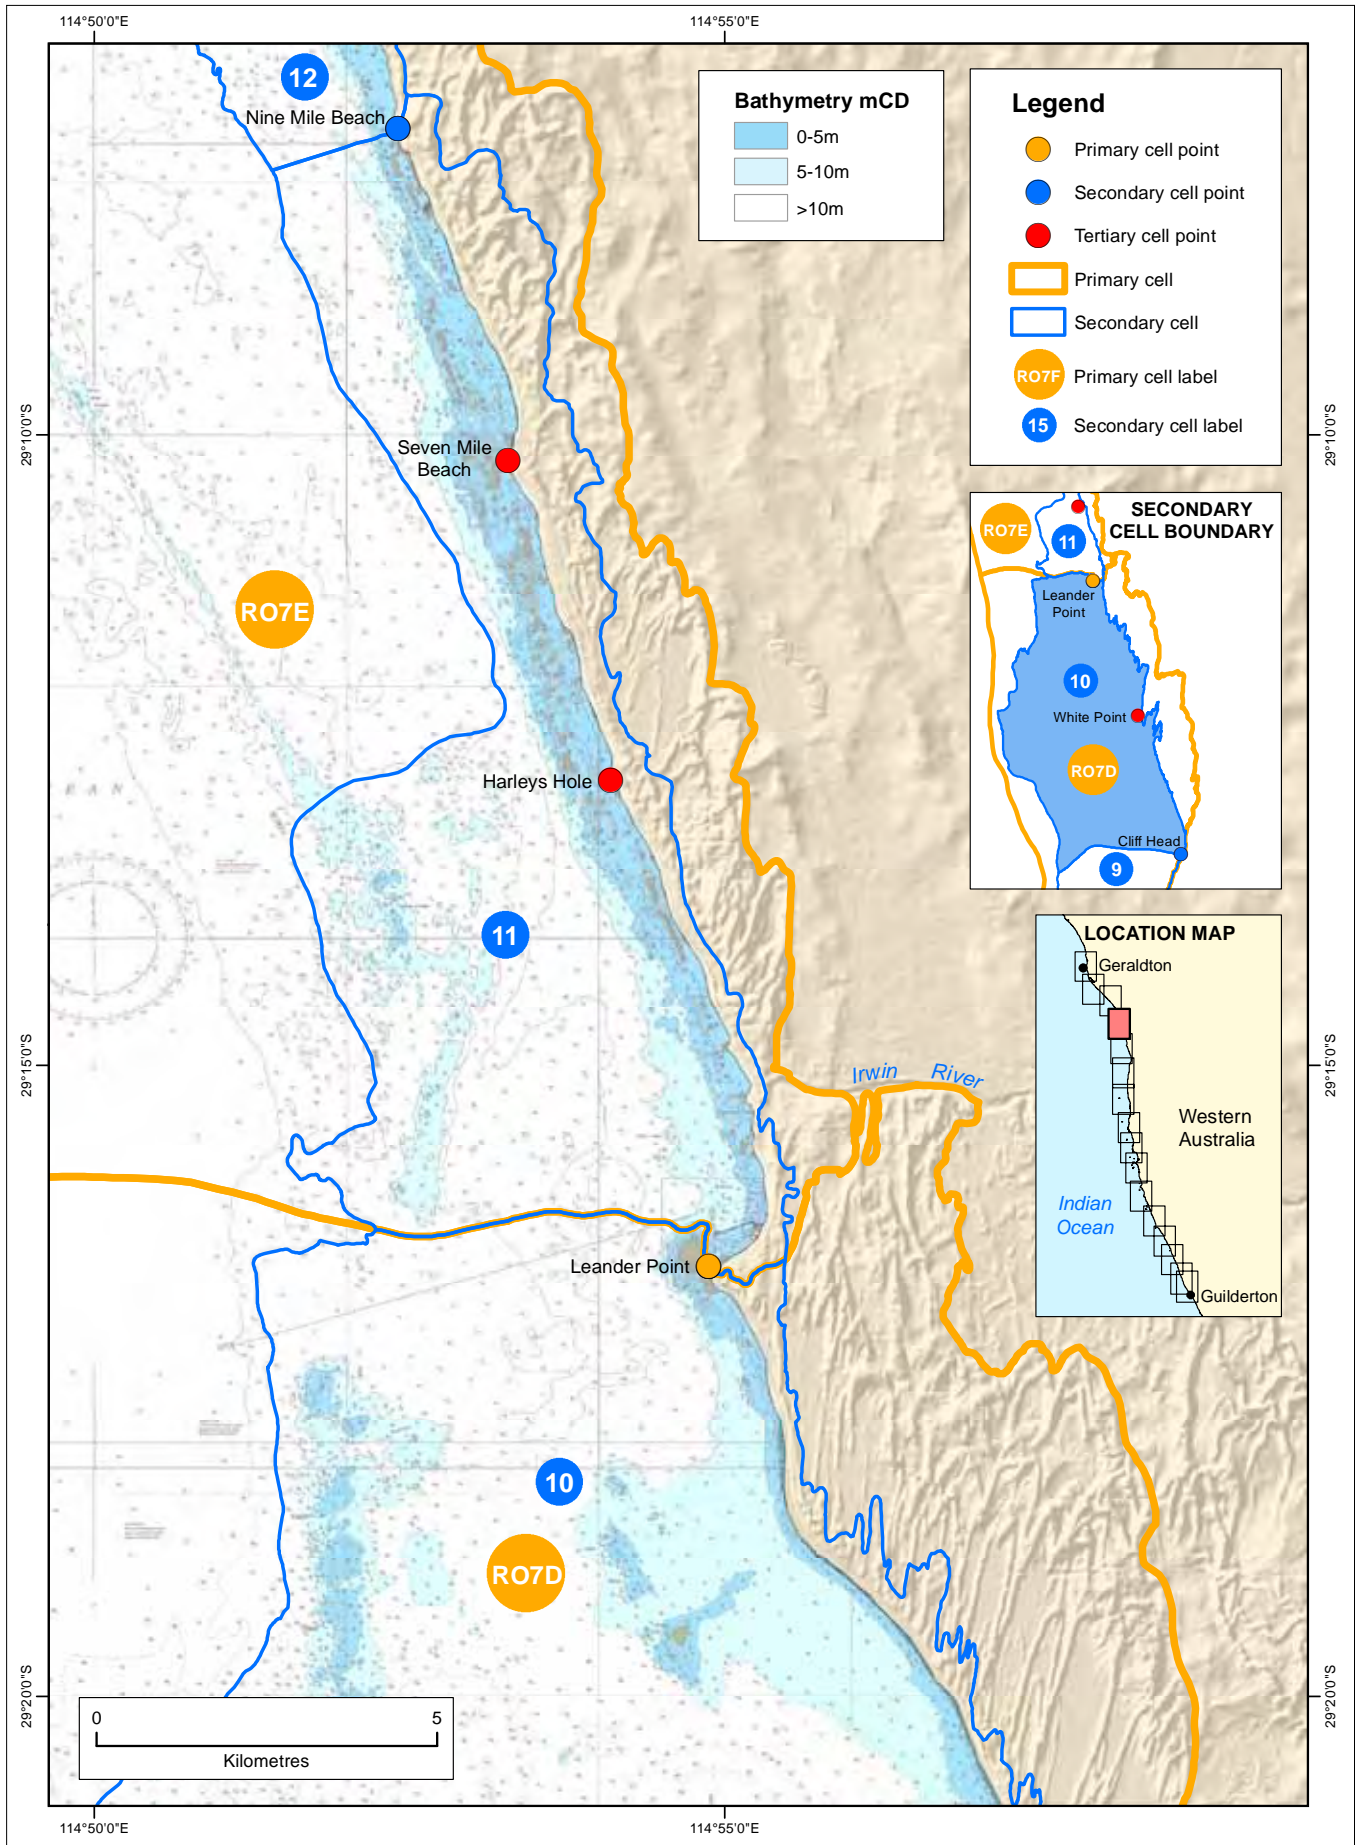 114°50'0"E
114°55'0"E
12
Nine Mile Beach
Bathymetry mCD
0-5m
5-10m
>10m
Legend
Primary cell point
Secondary cell point
Tertiary cell point
Primary cell
Secondary cell
RO7F
Primary cell label
15
Secondary cell label
29°10'0"S
29°10'0"S
Seven Mile
Beach
RO7E
SECONDARY
CELL BOUNDARY
RO7E
11
Leander
Point
10
White Point
RO7D
Cliff Head
9
Harleys Hole
EAN
11
LOCATION MAP
Geraldton
Western
Australia
Indian
Ocean
Guilderton
29°15'0"S
29°15'0"S
Irwin River
Leander Point
10
RO7D
29°20'0"S
29°20'0"S
0 5
Kilometres
114°50'0"E
114°55'0"E